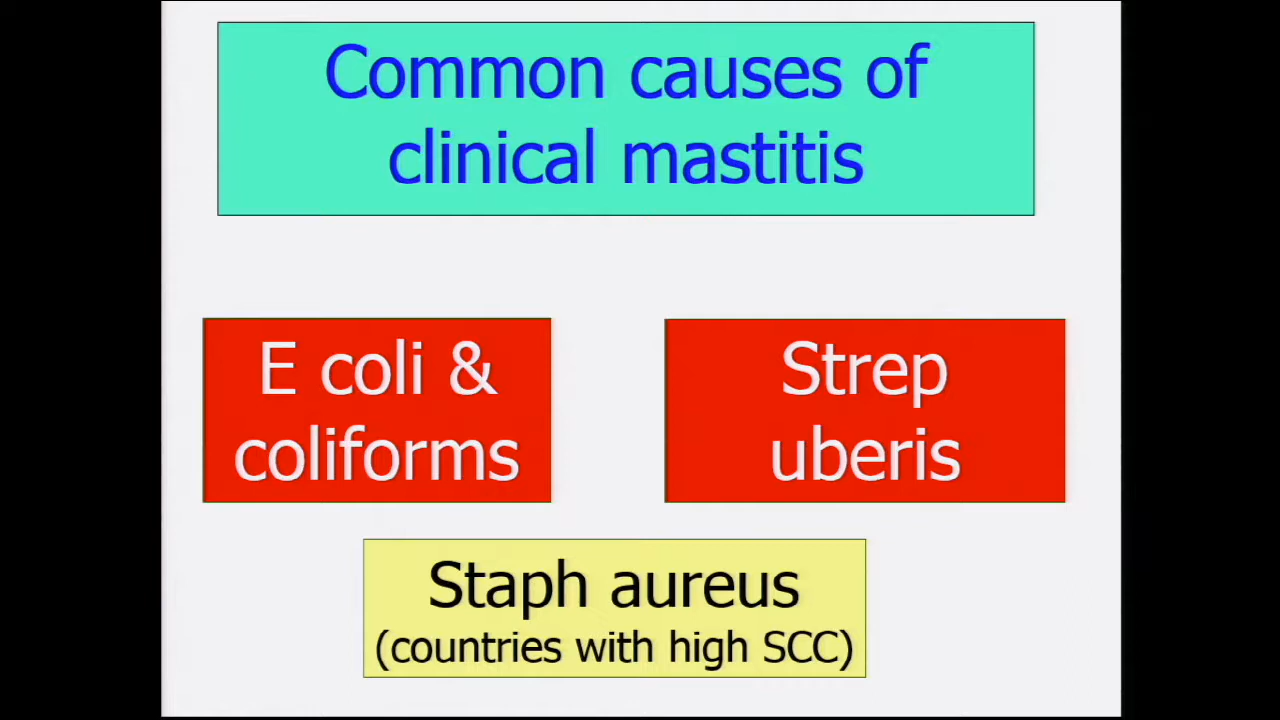 Common causes of
clinical mastitis
E coli &
coliforms
Strep
uberis
Staph aureus
(countries with high SCC)